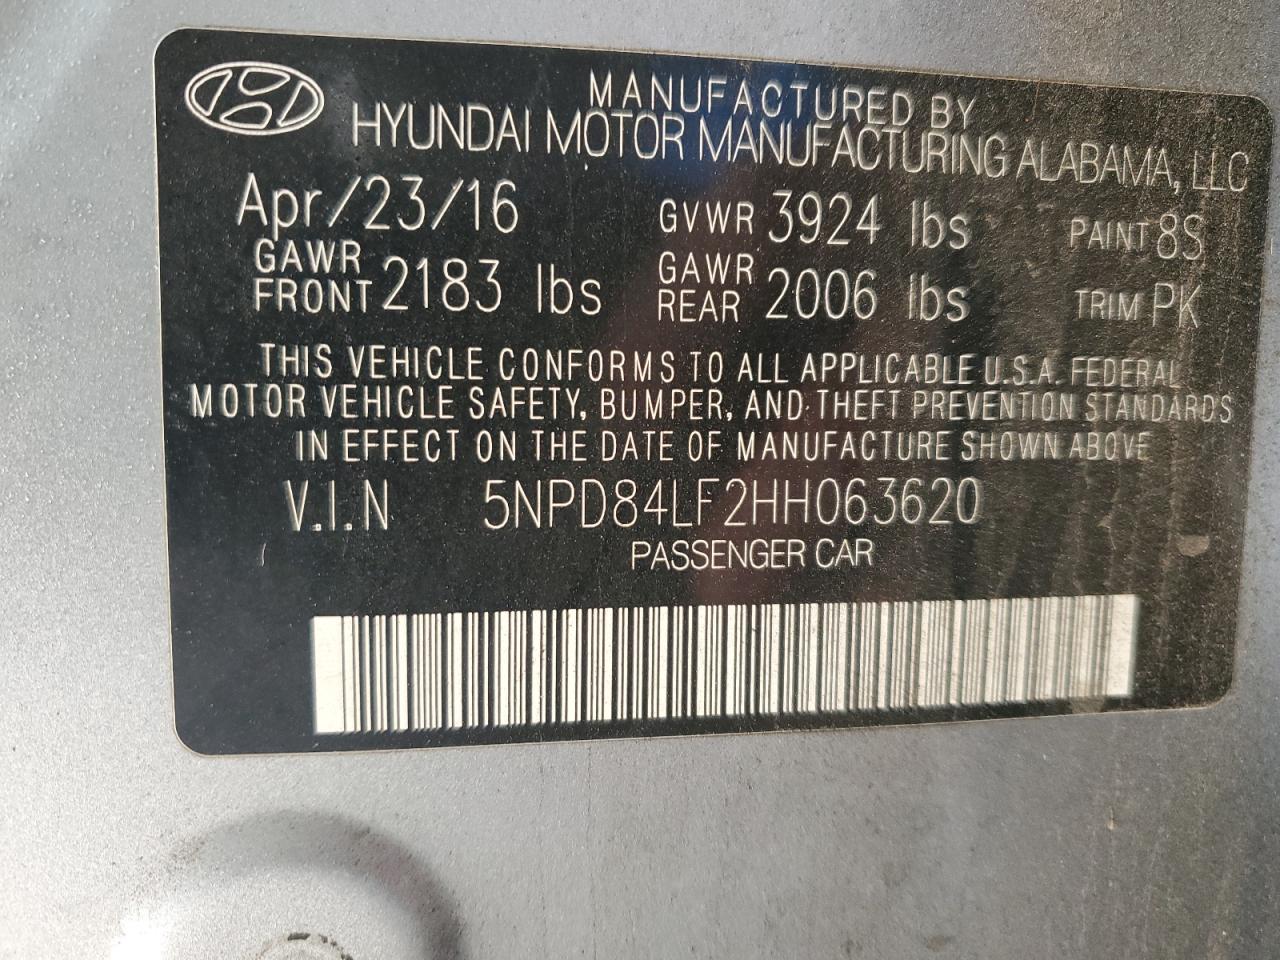 MANUFACTURED BY
HYUNDAI MOTOR MANUFACTURING ALABAMA, LLC
Apr/23/16 GVWR 3924 lbs PAINT 8S
GAWR FRONT 2183 lbs GAWR REAR 2006 lbs TRIM PK
THIS VEHICLE CONFORMS TO ALL APPLICABLE U.S.A. FEDERAL
MOTOR VEHICLE SAFETY, BUMPER, AND THEFT PREVENTION STANDARDS
IN EFFECT ON THE DATE OF MANUFACTURE SHOWN ABOVE
V.I.N 5NPD84LF2HH063620
PASSENGER CAR